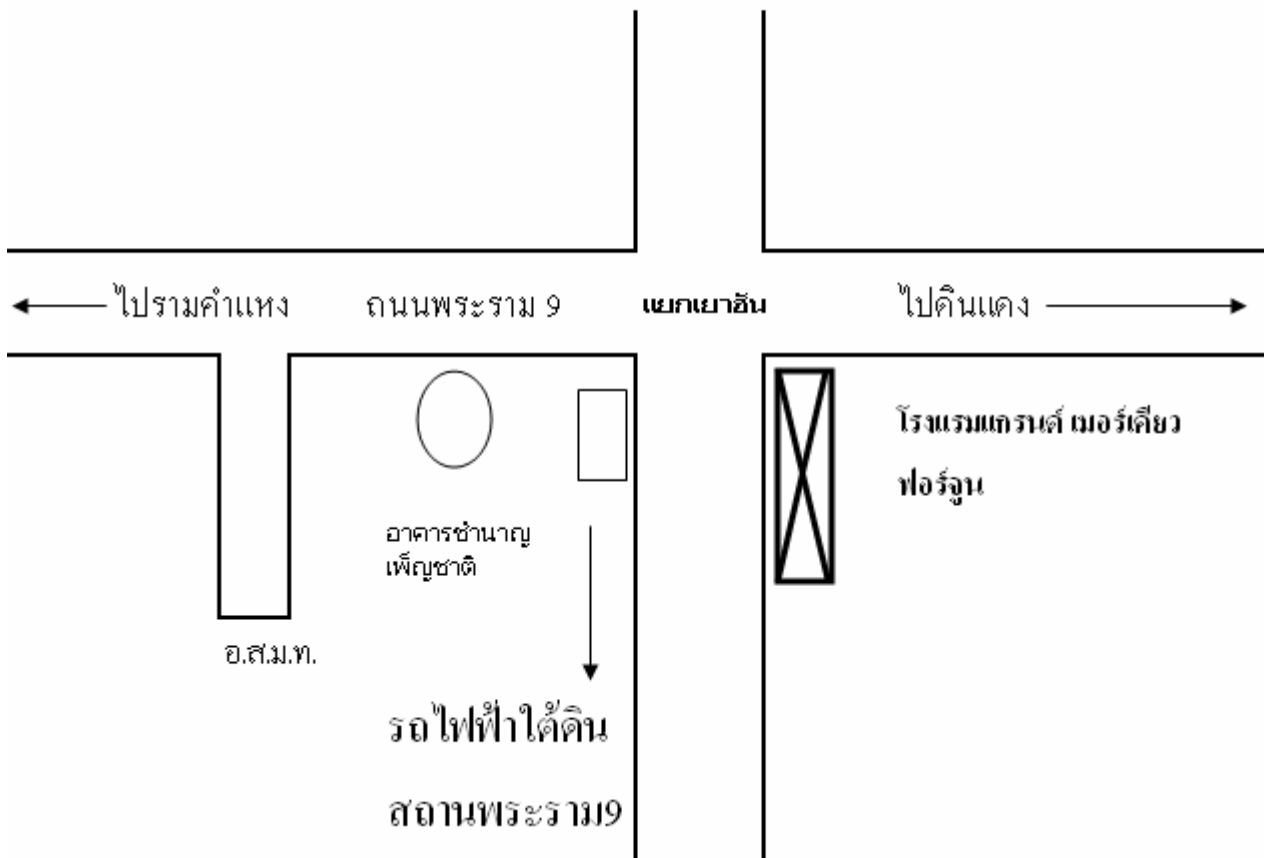 ไปรามคำแหง ถนนพระราม 9 แยกเยาฮัน ไปดินแดง
โรงแรมแกรนด์ เมอร์เคียว
ฟอร์จูน
อาคารชำนาญ
เพ็ญชาติ
อ.ส.ม.ท.
รถไฟฟ้าใต้ดิน
สถานพระราม9